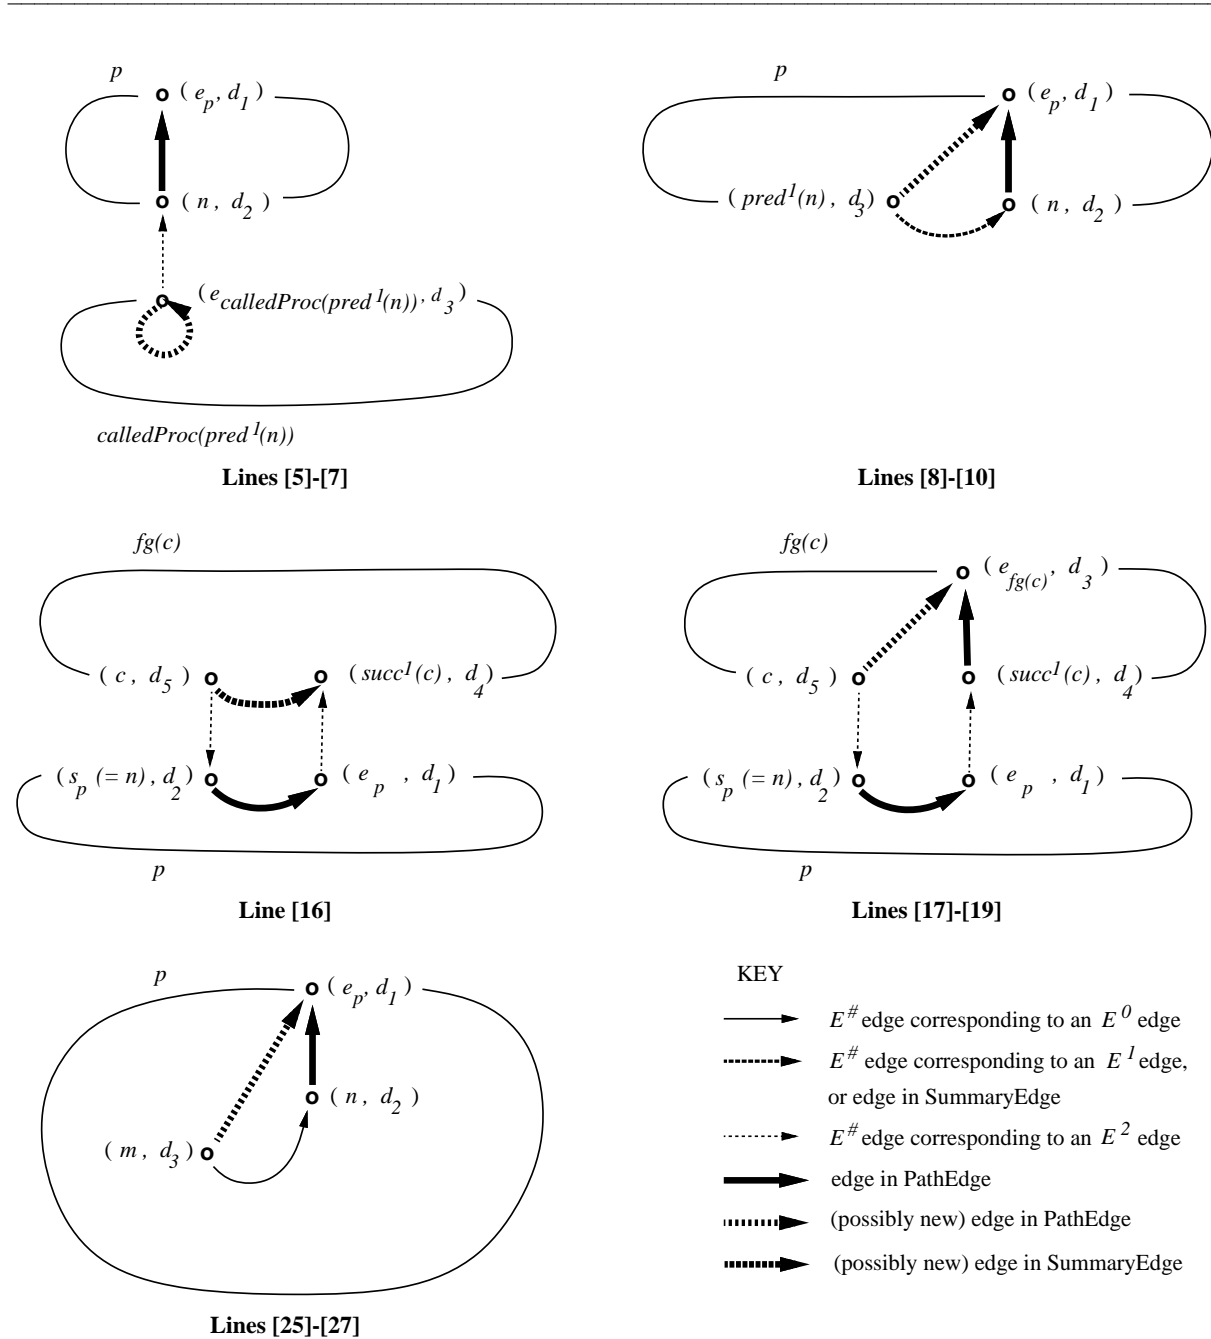 p
( e_p, d_1)
( n, d_2 )
( e_calledProc(pred^1(n)), d_3 )
calledProc(pred^1(n))
Lines [5]-[7]
p
( e_p, d_1)
( pred^1(n), d_3)
( n, d_2 )
Lines [8]-[10]
fg(c)
( c, d_5 )
(succ^1(c), d_4)
( s_p (= n), d_2)
( e_p , d_1)
p
Line [16]
fg(c)
( e_fg(c), d_3 )
( c, d_5 )
(succ^1(c), d_4)
( s_p (= n), d_2)
( e_p , d_1)
p
Lines [17]-[19]
p
( e_p, d_1)
( n, d_2 )
( m, d_3)
Lines [25]-[27]
KEY
E^# edge corresponding to an E^0 edge
E^# edge corresponding to an E^1 edge,
or edge in SummaryEdge
E^# edge corresponding to an E^2 edge
edge in PathEdge
(possibly new) edge in PathEdge
(possibly new) edge in SummaryEdge